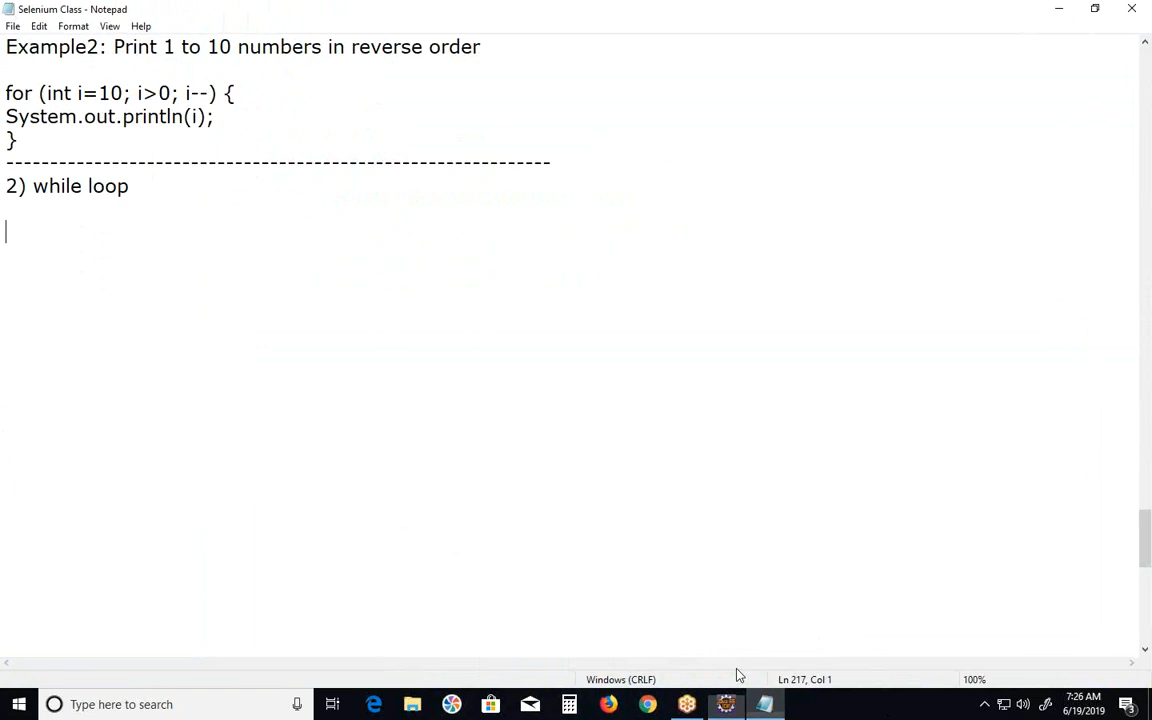 Selenium Class - Notepad
File Edit Format View Help
Example2: Print 1 to 10 numbers in reverse order
for (int i=10; i>0; i--) {
System.out.println(i);
}
--------------------------------------------------------------
2) while loop
Windows (CRLF) Ln 217, Col 1 100%
Type here to search
7:26 AM
6/19/2019
3